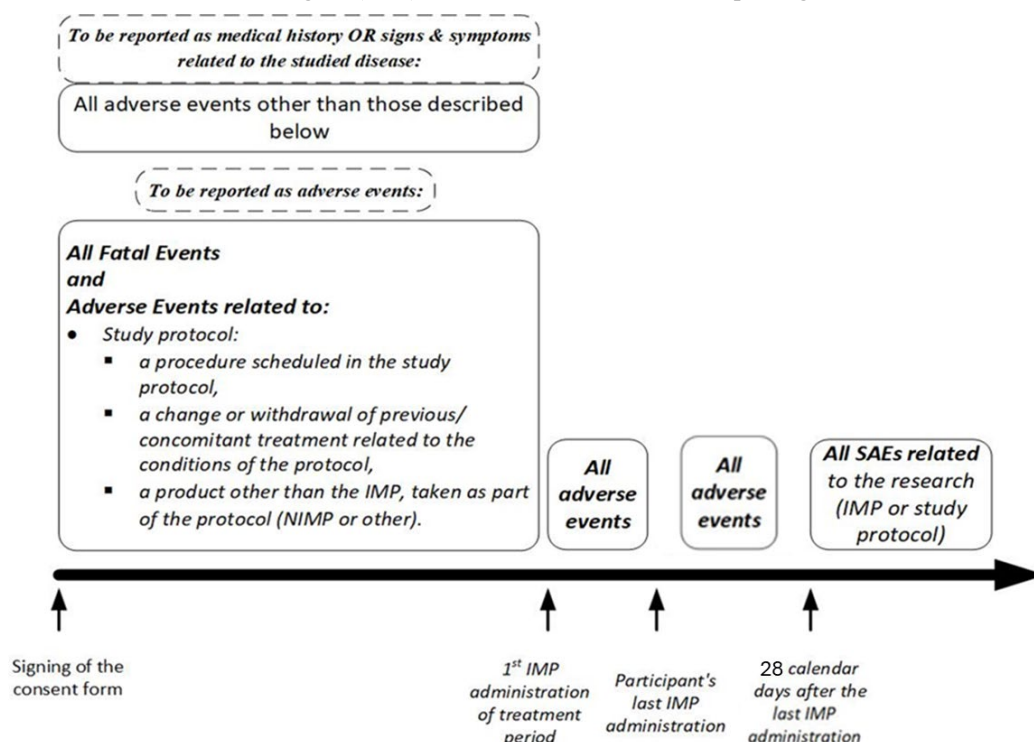 To be reported as medical history OR signs & symptoms
related to the studied disease:
All adverse events other than those described
below
To be reported as adverse events:
All Fatal Events
and
Adverse Events related to:
● Study protocol:
▪ a procedure scheduled in the study
protocol,
▪ a change or withdrawal of previous/
concomitant treatment related to the
conditions of the protocol,
▪ a product other than the IMP, taken as part
of the protocol (NIMP or other).
All
adverse
events
All
adverse
events
All SAEs related
to the research
(IMP or study
protocol)
Signing of the
consent form
1st IMP
administration
of treatment
period
Participant's
last IMP
administration
28 calendar
days after the
last IMP
administration